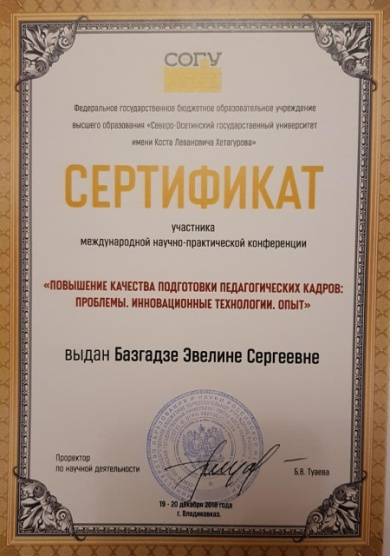 СОГУ
Федеральное государственное бюджетное образовательное учреждение
высшего образования «Северо-Осетинский государственный университет
имени Коста Левановича Хетагурова»
СЕРТИФИКАТ
участника
международной научно-практической конференции
«ПОВЫШЕНИЕ КАЧЕСТВА ПОДГОТОВКИ ПЕДАГОГИЧЕСКИХ КАДРОВ:
ПРОБЛЕМЫ. ИННОВАЦИОННЫЕ ТЕХНОЛОГИИ. ОПЫТ»
выдан Базгадзе Эвелине Сергеевне
Проректор
по научной деятельности
Б.В. Туаева
19 - 20 декабря 2018 года
г. Владикавказ.